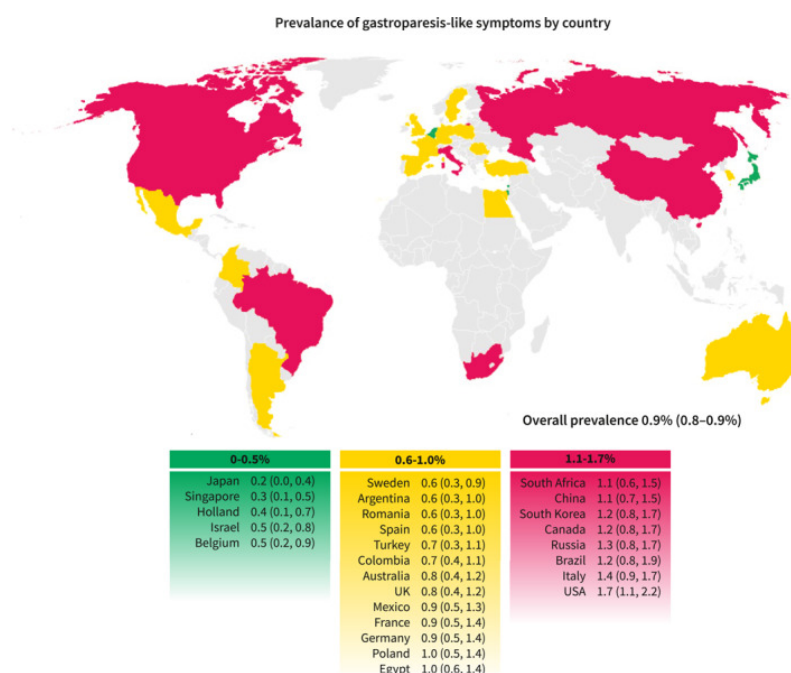 Prevalance of gastroparesis-like symptoms by country
Overall prevalence 0.9% (0.8–0.9%)
0-0.5%
Japan 0.2 (0.0, 0.4)
Singapore 0.3 (0.1, 0.5)
Holland 0.4 (0.1, 0.7)
Israel 0.5 (0.2, 0.8)
Belgium 0.5 (0.2, 0.9)
0.6-1.0%
Sweden 0.6 (0.3, 0.9)
Argentina 0.6 (0.3, 1.0)
Romania 0.6 (0.3, 1.0)
Spain 0.6 (0.3, 1.0)
Turkey 0.7 (0.3, 1.1)
Colombia 0.7 (0.4, 1.1)
Australia 0.8 (0.4, 1.2)
UK 0.8 (0.4, 1.2)
Mexico 0.9 (0.5, 1.3)
France 0.9 (0.5, 1.4)
Germany 0.9 (0.5, 1.4)
Poland 1.0 (0.5, 1.4)
Egypt 1.0 (0.6, 1.4)
1.1-1.7%
South Africa 1.1 (0.6, 1.5)
China 1.1 (0.7, 1.5)
South Korea 1.2 (0.8, 1.7)
Canada 1.2 (0.8, 1.7)
Russia 1.3 (0.8, 1.7)
Brazil 1.2 (0.8, 1.9)
Italy 1.4 (0.9, 1.7)
USA 1.7 (1.1, 2.2)